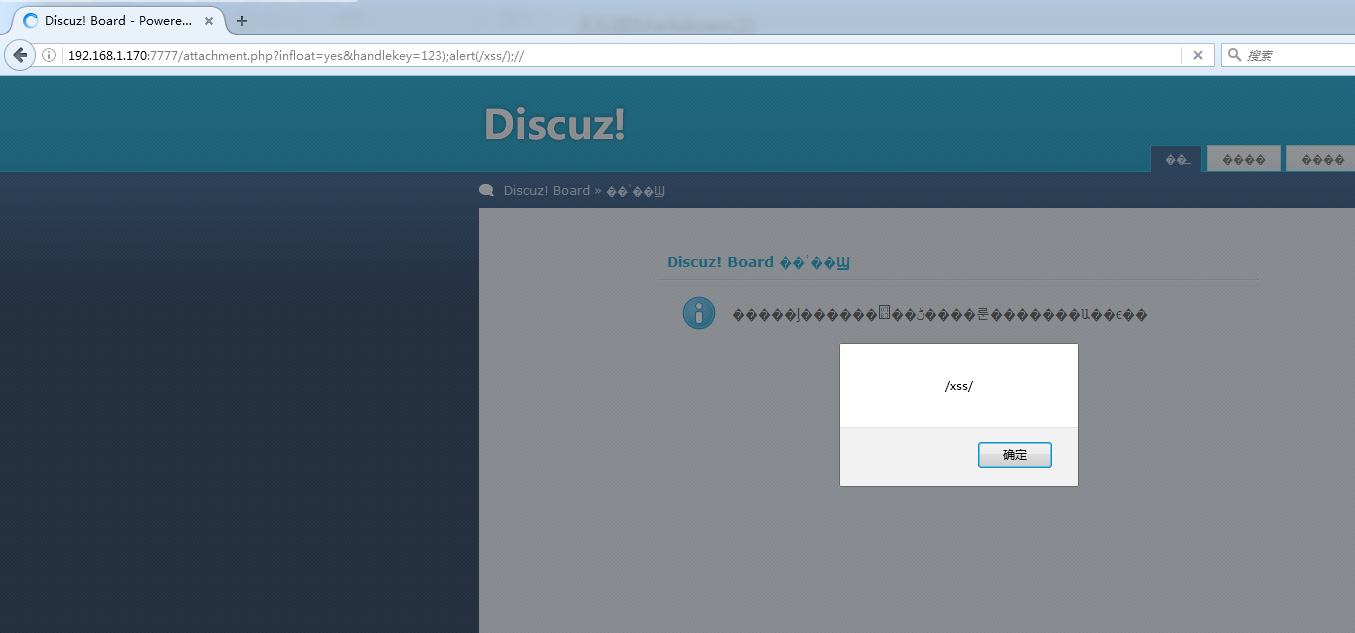 Discuz! Board - Powere...
192.168.1.170:7777/attachment.php?infloat=yes&handlekey=123);alert(/xss/);//
搜索
Discuz!
Discuz! Board »
Discuz! Board
/xss/
确定